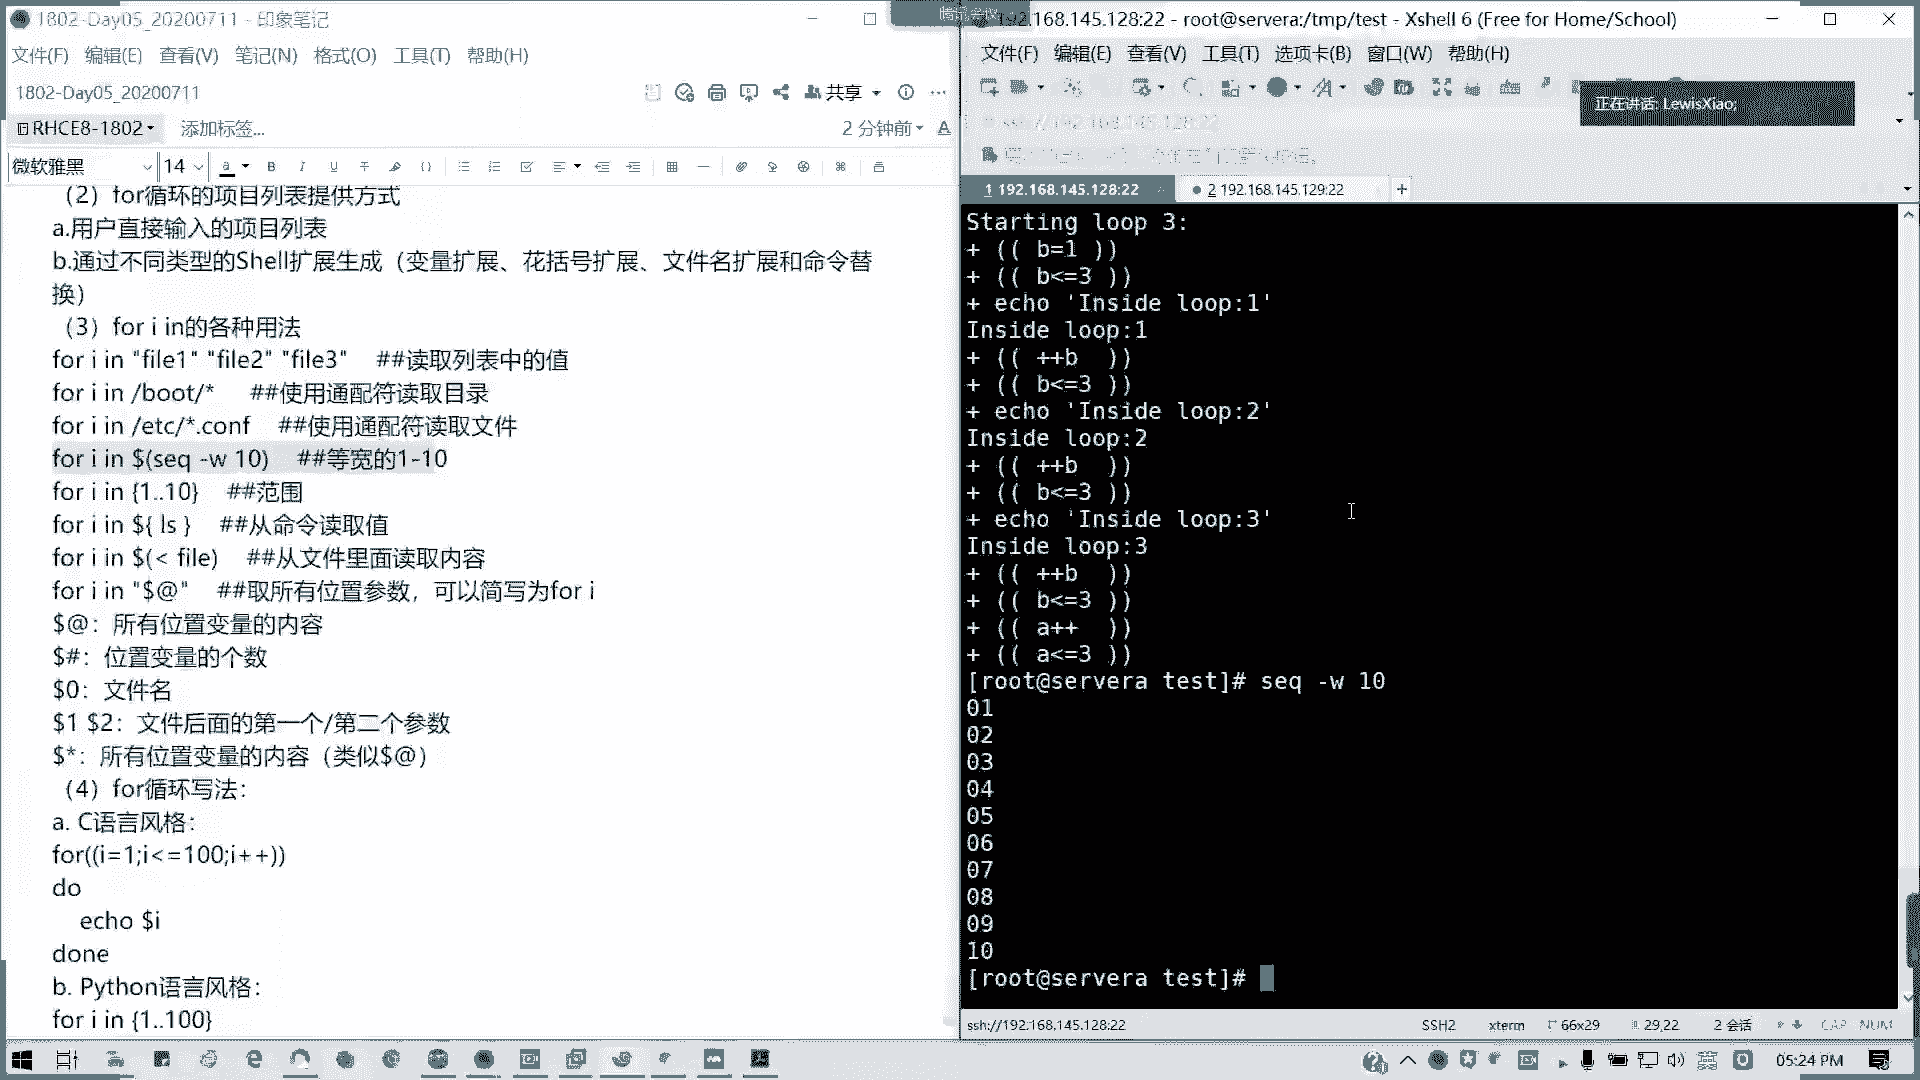 1802-Day05_20200711 - 印象笔记
文件(F) 编辑(E) 查看(V) 笔记(N) 格式(O) 工具(T) 帮助(H)
1802-Day05_20200711
共享
RHCE8-1802
添加标签...
2 分钟前
微软雅黑
14
（2）for循环的项目列表提供方式
a.用户直接输入的项目列表
b.通过不同类型的Shell扩展生成（变量扩展、花括号扩展、文件名扩展和命令替
换）
（3）for i in的各种用法
for i in "file1" "file2" "file3" ##读取列表中的值
for i in /boot/* ##使用通配符读取目录
for i in /etc/*.conf ##使用通配符读取文件
for i in $(seq -w 10) ##等宽的1-10
for i in {1..10} ##范围
for i in ${ ls } ##从命令读取值
for i in $(< file) ##从文件里面读取内容
for i in "$@" ##取所有位置参数，可以简写为for i
$@：所有位置变量的内容
$#：位置变量的个数
$0：文件名
$1 $2：文件后面的第一个/第二个参数
$*：所有位置变量的内容（类似$@）
（4）for循环写法：
a. C语言风格：
for((i=1;i<=100;i++))
do
echo $i
done
b. Python语言风格：
for i in {1..100}
腾讯会议
192.168.145.128:22 - root@servera:/tmp/test - Xshell 6 (Free for Home/School)
文件(F) 编辑(E) 查看(V) 工具(T) 选项卡(B) 窗口(W) 帮助(H)
正在讲话: LewisXiao;
ssh://192.168.145.128:22
1 192.168.145.128:22
2 192.168.145.129:22
Starting loop 3:
+ (( b=1 ))
+ (( b<=3 ))
+ echo 'Inside loop:1'
Inside loop:1
+ (( ++b ))
+ (( b<=3 ))
+ echo 'Inside loop:2'
Inside loop:2
+ (( ++b ))
+ (( b<=3 ))
+ echo 'Inside loop:3'
Inside loop:3
+ (( ++b ))
+ (( b<=3 ))
+ (( a++ ))
+ (( a<=3 ))
[root@servera test]# seq -w 10
01
02
03
04
05
06
07
08
09
10
[root@servera test]#
ssh://192.168.145.128:22
SSH2
xterm
66x29
29,22
2 会话
CAP NUM
英
05:24 PM